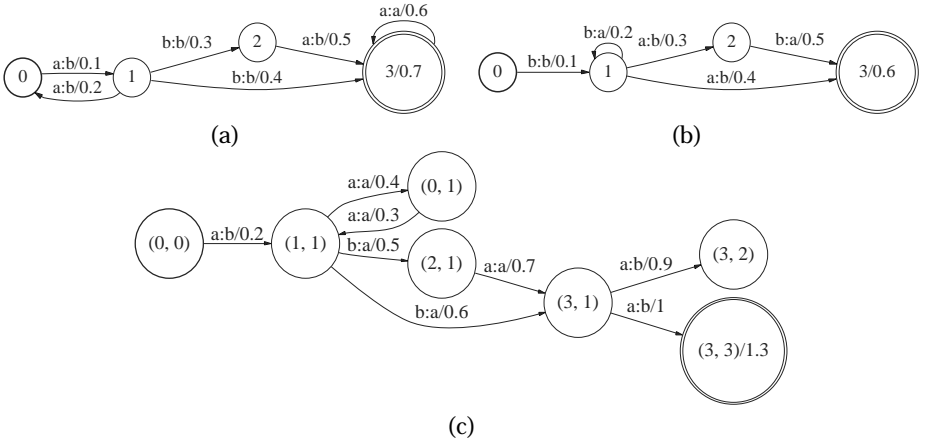 a:a/0.6
b:b/0.3
2
a:b/0.5
0
a:b/0.1
1
b:b/0.4
3/0.7
a:b/0.2
(a)
b:a/0.2
a:b/0.3
2
b:a/0.5
0
b:b/0.1
1
a:b/0.4
3/0.6
(b)
(0, 1)
a:a/0.4
a:a/0.3
(0, 0)
a:b/0.2
(1, 1)
b:a/0.5
(2, 1)
a:a/0.7
b:a/0.6
(3, 1)
a:b/0.9
(3, 2)
a:b/1
(3, 3)/1.3
(c)